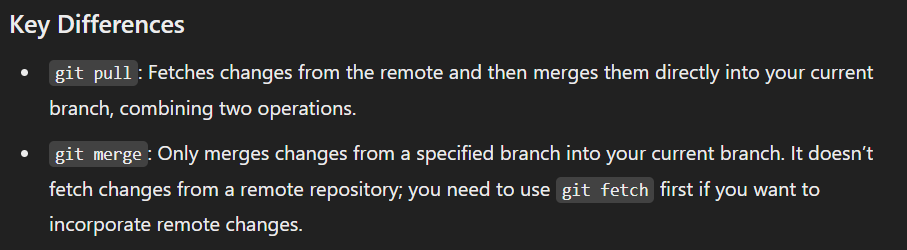 Key Differences
git pull: Fetches changes from the remote and then merges them directly into your current
branch, combining two operations.
git merge: Only merges changes from a specified branch into your current branch. It doesn’t
fetch changes from a remote repository; you need to use git fetch first if you want to
incorporate remote changes.